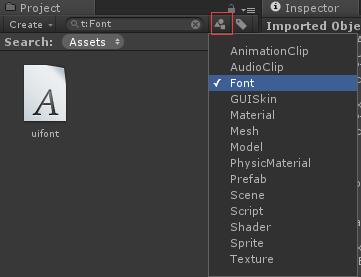 Project
Inspector
Create
t:Font
Imported Obje
Search: Assets
AnimationClip
AudioClip
Font
GUISkin
Material
Mesh
Model
PhysicMaterial
Prefab
Scene
Script
Shader
Sprite
Texture
A
uifont